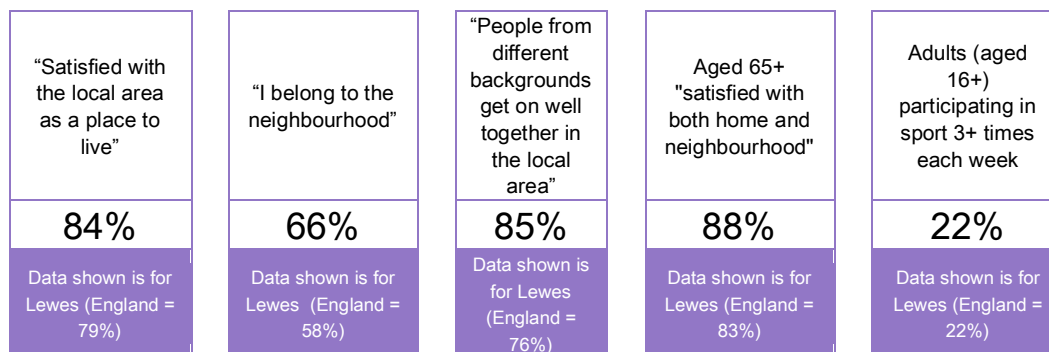 “Satisfied with
the local area
as a place to
live”
84%
Data shown is for
Lewes (England =
79%)
“I belong to the
neighbourhood”
66%
Data shown is for
Lewes  (England =
58%)
“People from
different
backgrounds
get on well
together in
the local
area”
85%
Data shown is
for Lewes
(England =
76%)
Aged 65+
"satisfied with
both home and
neighbourhood"
88%
Data shown is for
Lewes (England =
83%)
Adults (aged
16+)
participating in
sport 3+ times
each week
22%
Data shown is for
Lewes (England =
22%)